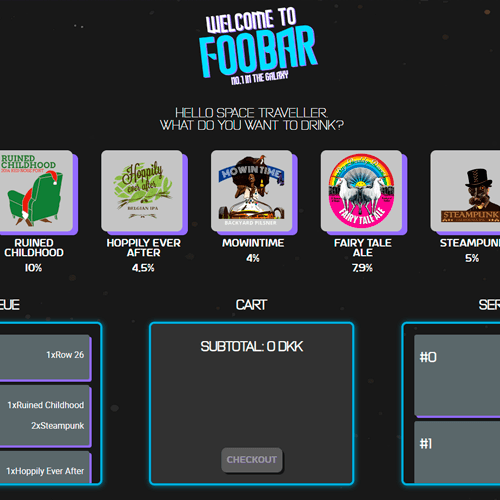 WELCOME TO
FOOBAR
NO.1 IN THE GALAXY
HELLO SPACE TRAVELLER.
WHAT DO YOU WANT TO DRINK?
RUINED
CHILDHOOD
Hoppily
ever after
BELGIAN IPA
MOWINTIME
BACKYARD PILSNER
FAIRY TALE ALE
STEAMPUNK
RUINED
CHILDHOOD
10%
HOPPILY EVER
AFTER
4,5%
MOWINTIME
4%
FAIRY TALE
ALE
7,9%
STEAMPUN
5%
EUE
CART
SER
1xRow 26
1xRuined Childhood
2xSteampunk
1xHoppily Ever After
SUBTOTAL: 0 DKK
CHECKOUT
#0
#1